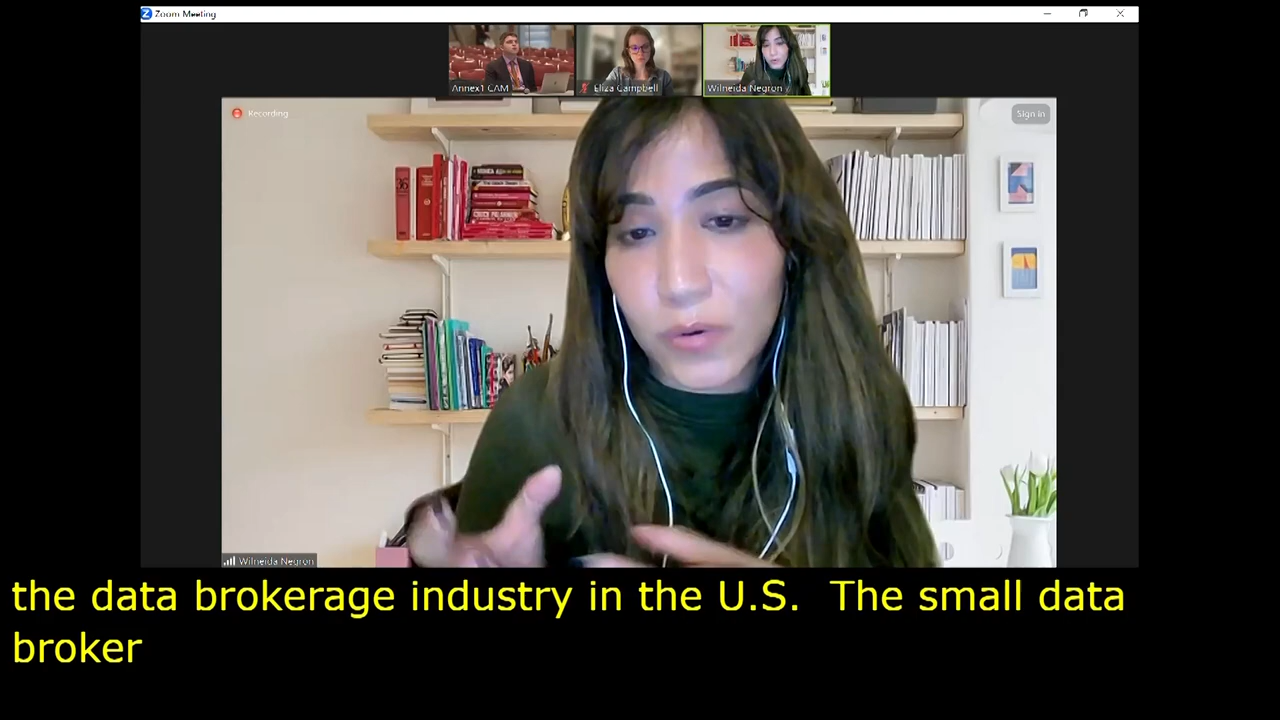 Zoom Meeting
Annex1 CAM
Eliza Campbell
Wilneida Negron
Recording
Sign in
Wilneida Negron
the data brokerage industry in the U.S.  The small data
broker